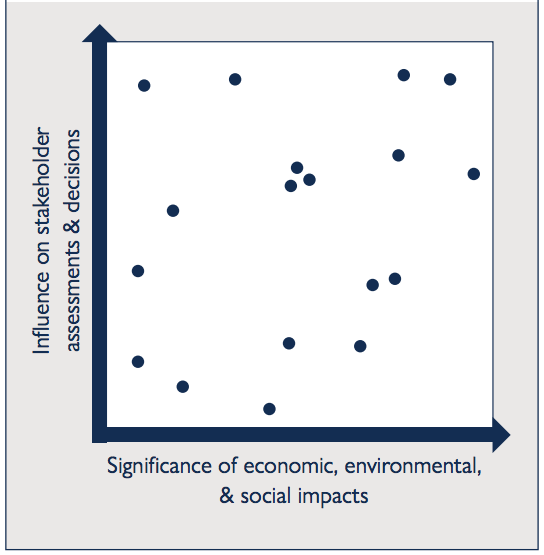 Influence on stakeholder
assessments & decisions
Significance of economic, environmental,
& social impacts